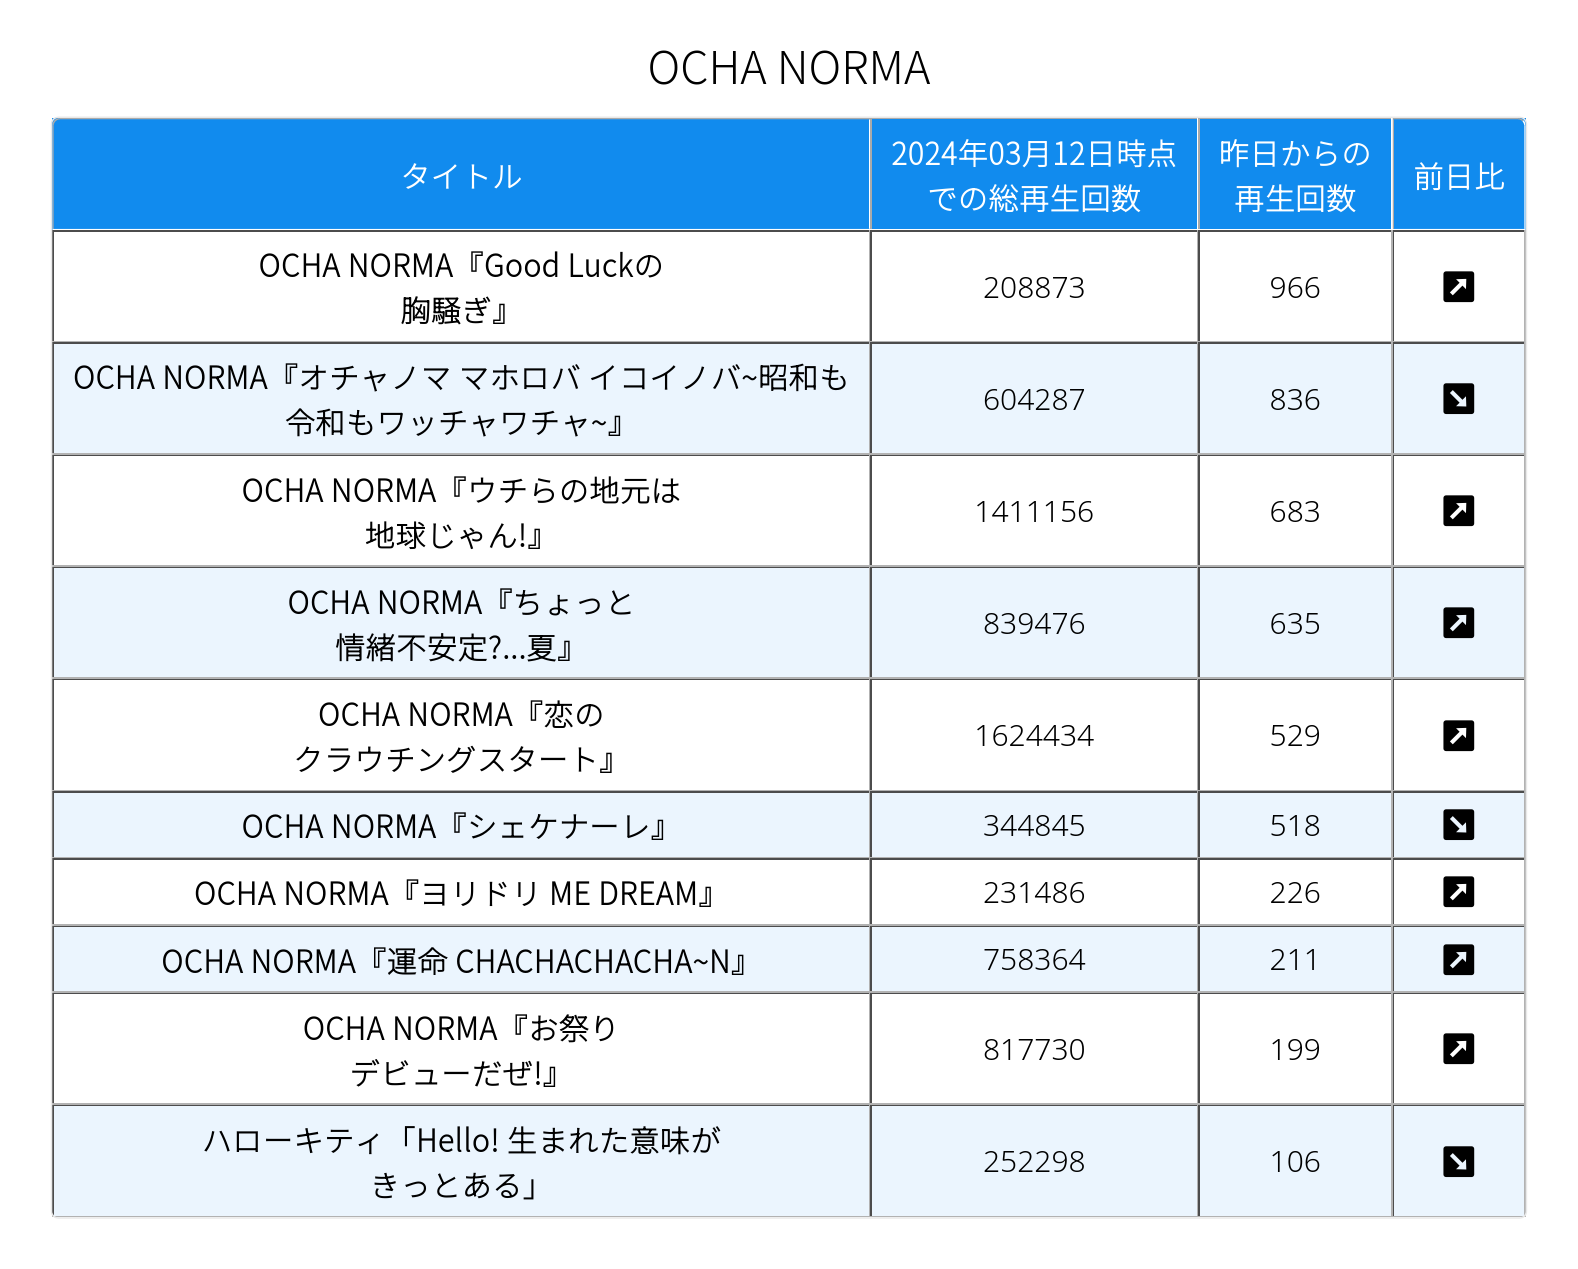 OCHA NORMA
タイトル
2024年03月12日時点
での総再生回数
昨日からの
再生回数
前日比
OCHA NORMA『Good Luckの
胸騒ぎ』
208873
966
OCHA NORMA『オチャノマ マホロバ イコイノバ~昭和も
令和もワッチャワチャ~』
604287
836
OCHA NORMA『ウチらの地元は
地球じゃん!』
1411156
683
OCHA NORMA『ちょっと
情緒不安定?...夏』
839476
635
OCHA NORMA『恋の
クラウチングスタート』
1624434
529
OCHA NORMA『シェケナーレ』
344845
518
OCHA NORMA『ヨリドリ ME DREAM』
231486
226
OCHA NORMA『運命 CHACHACHACHA~N』
758364
211
OCHA NORMA『お祭り
デビューだぜ!』
817730
199
ハローキティ「Hello! 生まれた意味が
きっとある」
252298
106